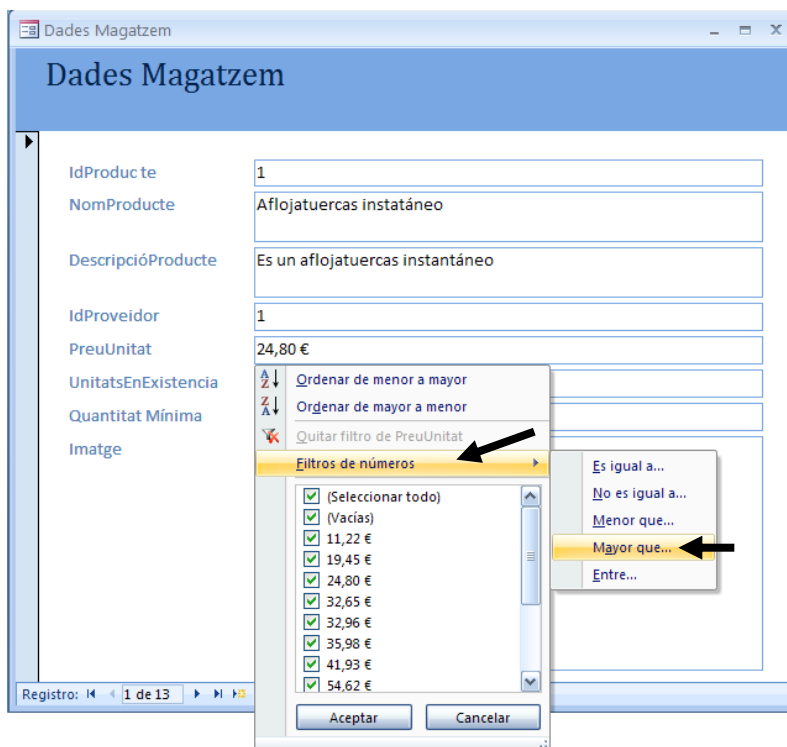 Dades Magatzem
Dades Magatzem
IdProduc te
1
NomProducte
Aflojatuercas instatáneo
DescripcióProducte
Es un aflojatuercas instantáneo
IdProveidor
1
PreuUnitat
24,80 €
UnitatsEnExistencia
Quantitat Mínima
Imatge
Ordenar de menor a mayor
Ordenar de mayor a menor
Quitar filtro de PreuUnitat
Filtros de números
(Seleccionar todo)
(Vacías)
11,22 €
19,45 €
24,80 €
32,65 €
32,96 €
35,98 €
41,93 €
54,62 €
Aceptar
Cancelar
Es igual a...
No es igual a...
Menor que...
Mayor que...
Entre...
Registro:
1 de 13